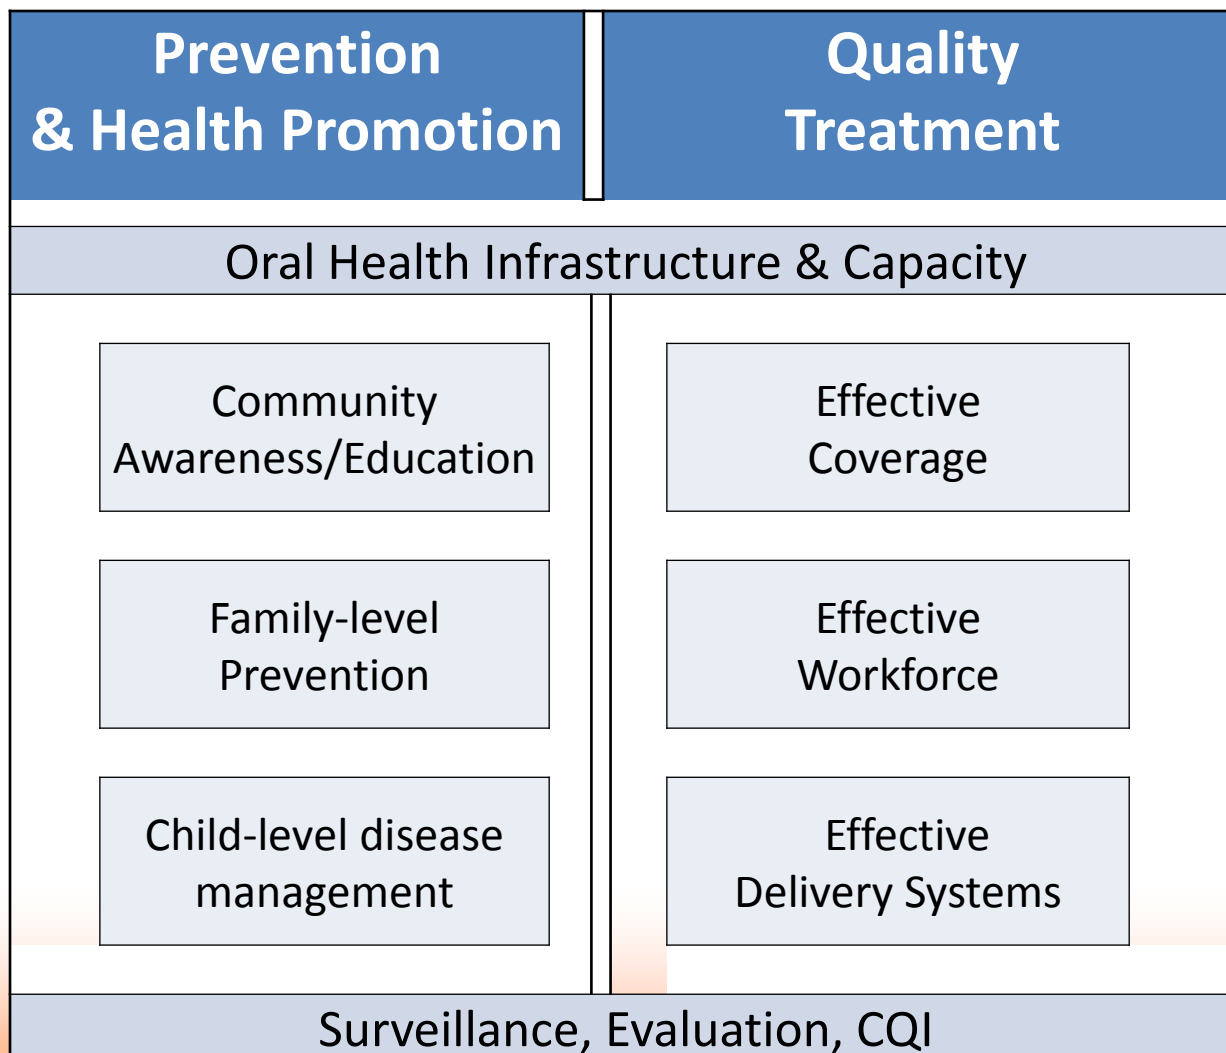 Prevention
& Health Promotion
Quality
Treatment
Oral Health Infrastructure & Capacity
Community
Awareness/Education
Effective
Coverage
Family-level
Prevention
Effective
Workforce
Child-level disease
management
Effective
Delivery Systems
Surveillance, Evaluation, CQI